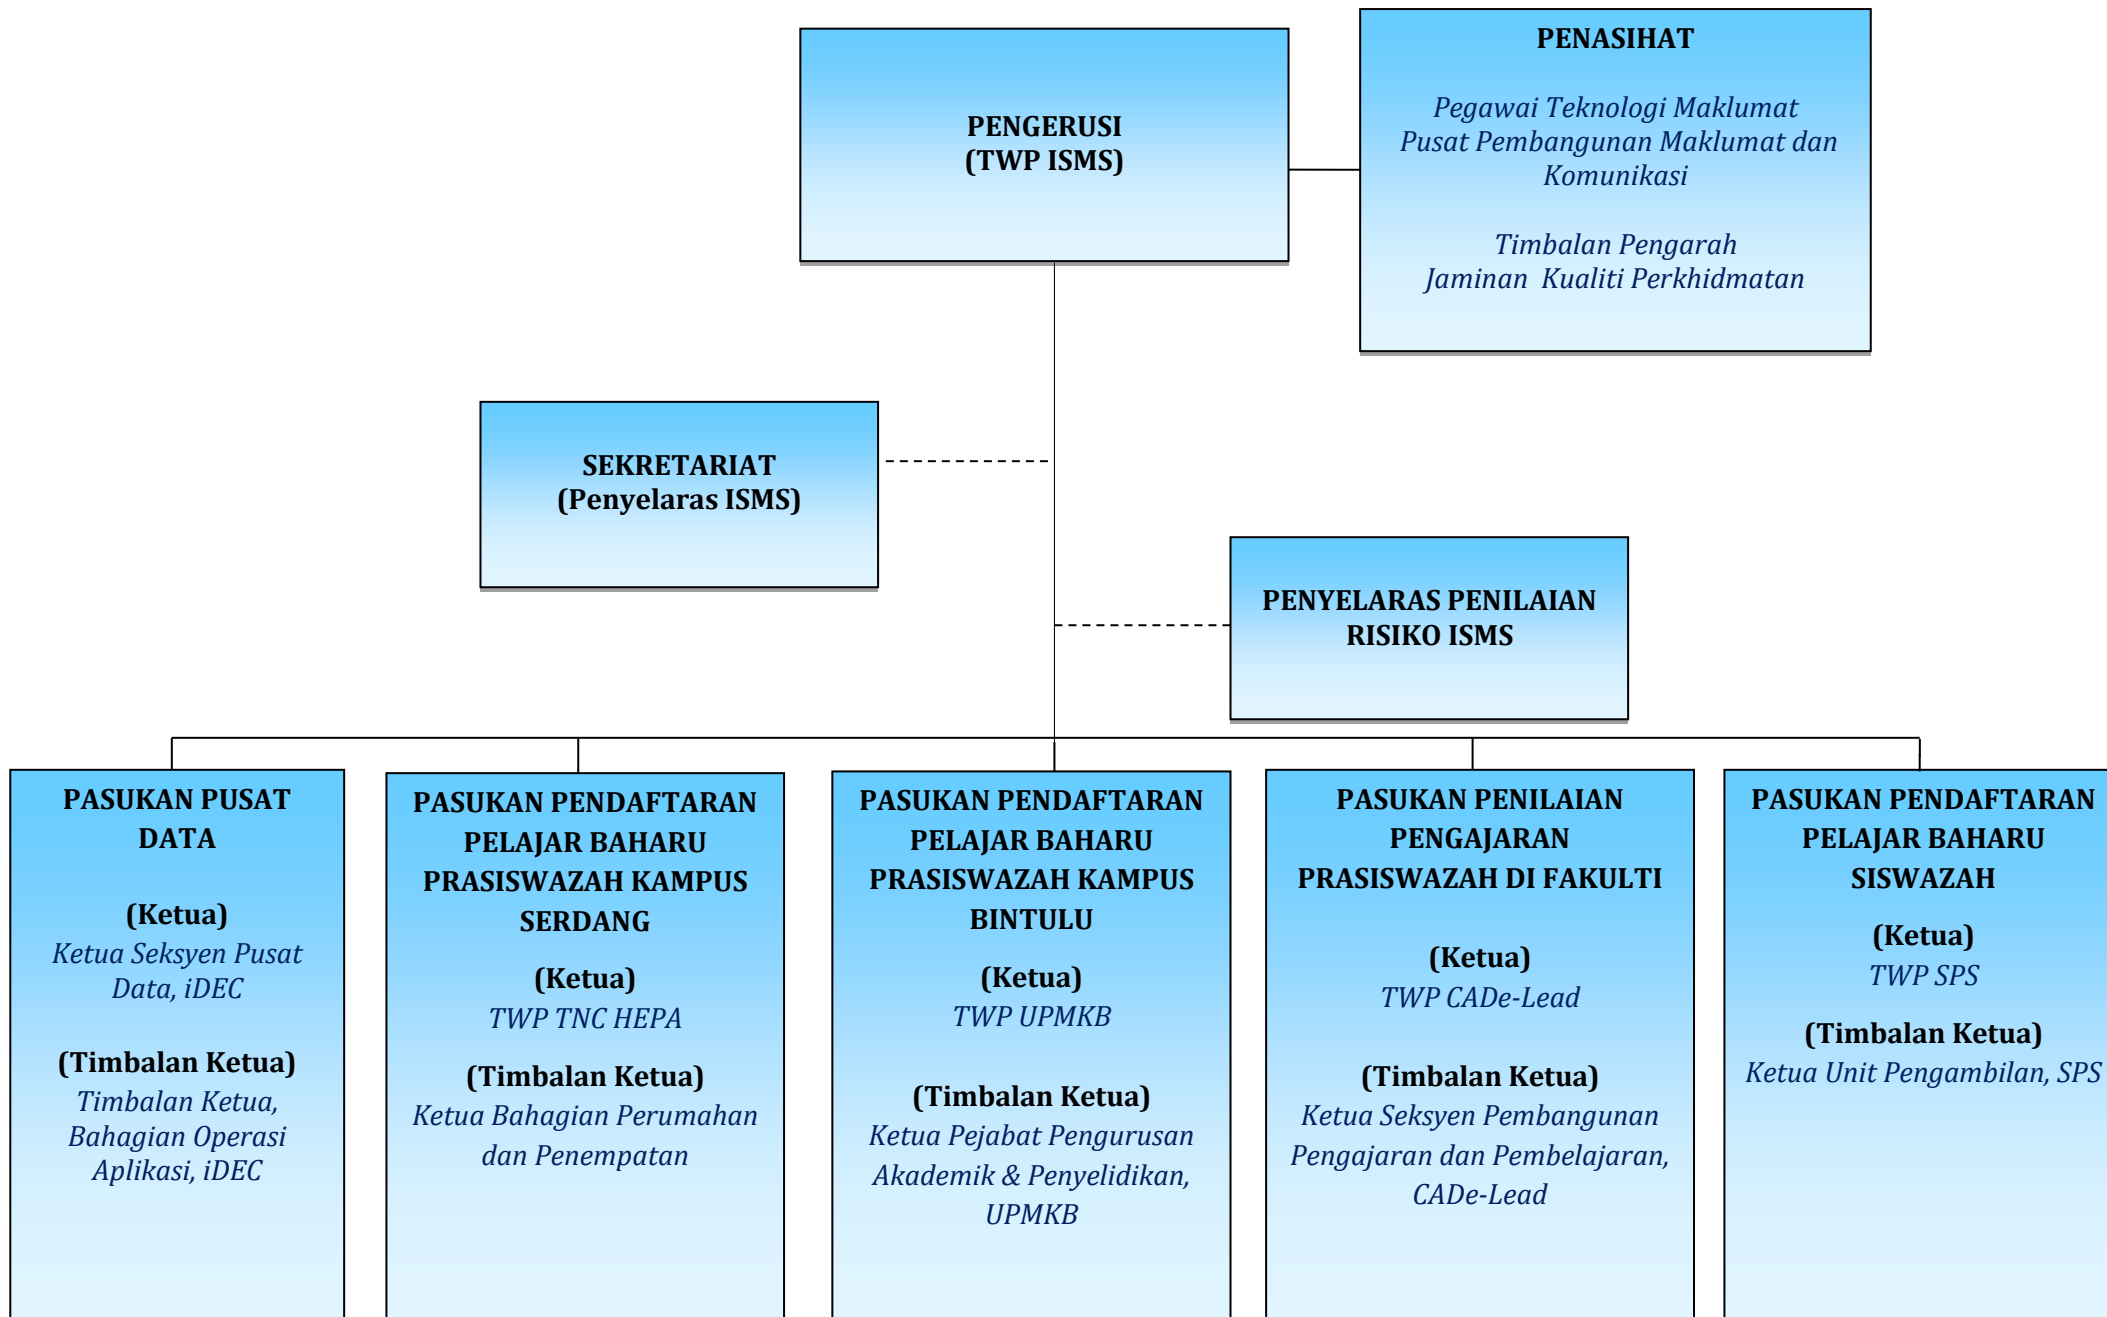 PENGERUSI
(TWP ISMS)
PENASIHAT
Pegawai Teknologi Maklumat
Pusat Pembangunan Maklumat dan
Komunikasi
Timbalan Pengarah
Jaminan  Kualiti Perkhidmatan
SEKRETARIAT
(Penyelaras ISMS)
PENYELARAS PENILAIAN
RISIKO ISMS
PASUKAN PUSAT
DATA
(Ketua)
Ketua Seksyen Pusat
Data, iDEC
(Timbalan Ketua)
Timbalan Ketua,
Bahagian Operasi
Aplikasi, iDEC
PASUKAN PENDAFTARAN
PELAJAR BAHARU
PRASISWAZAH KAMPUS
SERDANG
(Ketua)
TWP TNC HEPA
(Timbalan Ketua)
Ketua Bahagian Perumahan
dan Penempatan
PASUKAN PENDAFTARAN
PELAJAR BAHARU
PRASISWAZAH KAMPUS
BINTULU
(Ketua)
TWP UPMKB
(Timbalan Ketua)
Ketua Pejabat Pengurusan
Akademik & Penyelidikan,
UPMKB
PASUKAN PENILAIAN
PENGAJARAN
PRASISWAZAH DI FAKULTI
(Ketua)
TWP CADe-Lead
(Timbalan Ketua)
Ketua Seksyen Pembangunan
Pengajaran dan Pembelajaran,
CADe-Lead
PASUKAN PENDAFTARAN
PELAJAR BAHARU
SISWAZAH
(Ketua)
TWP SPS
(Timbalan Ketua)
Ketua Unit Pengambilan, SPS